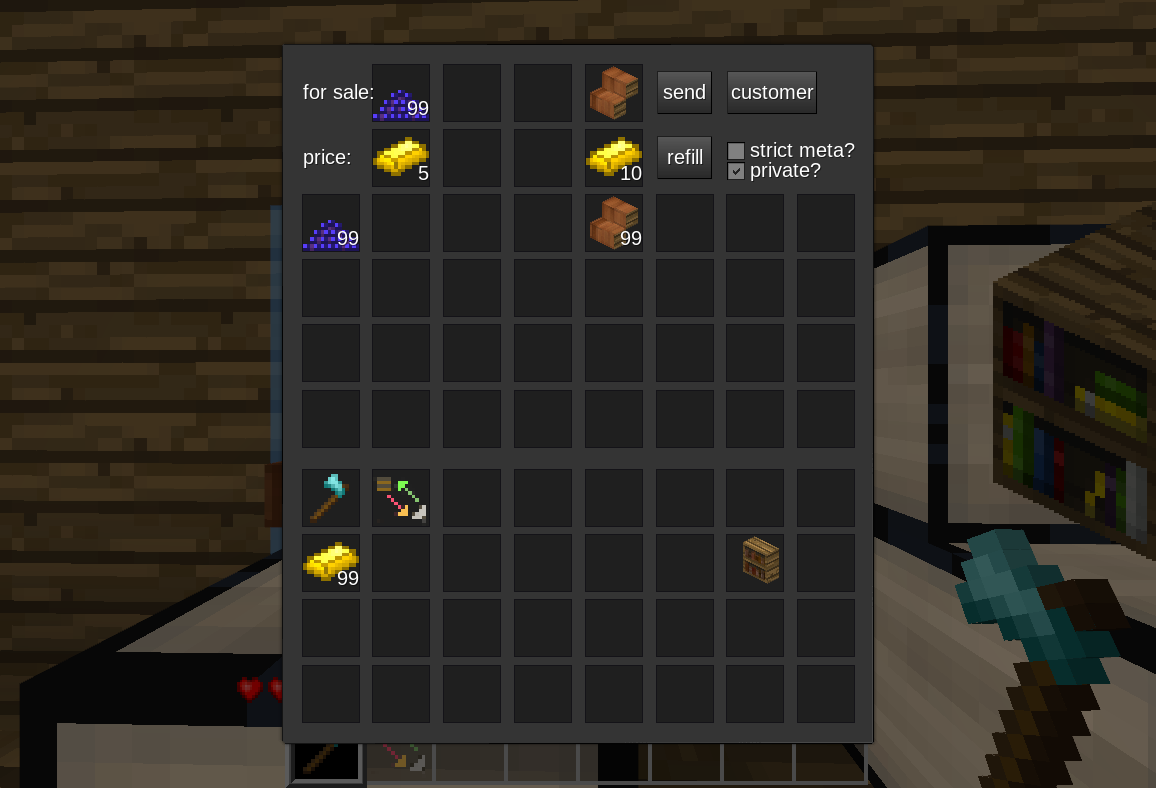 for sale: 99 send customer
price: 5 10 refill strict meta?
private?
99 99
99